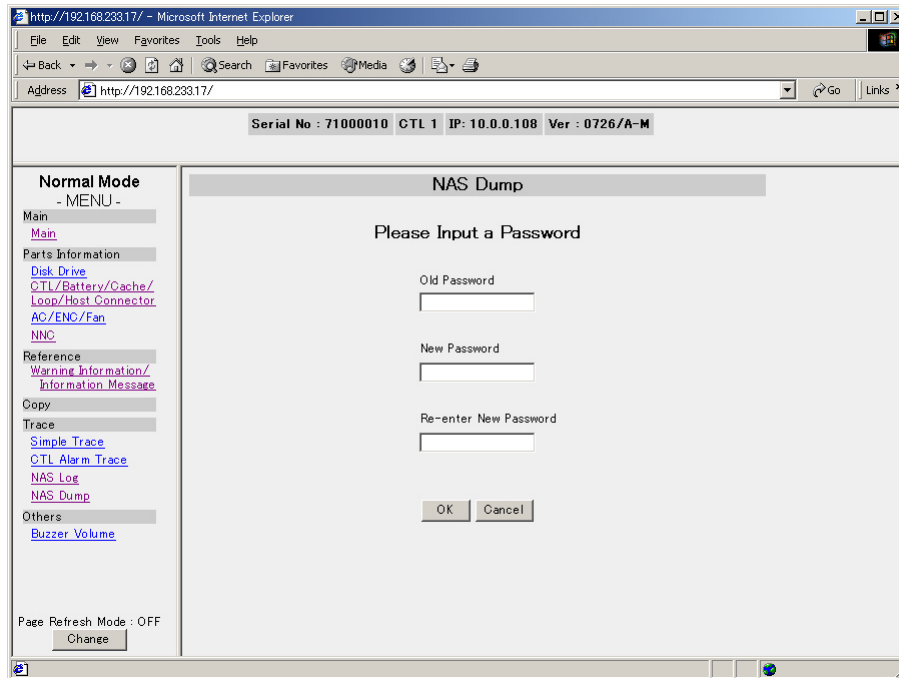 http://192.168.233.17/ - Microsoft Internet Explorer
File Edit View Favorites Tools Help
Back Search Favorites Media
Address http://192.168.233.17/ Go Links
Serial No : 71000010 CTL 1 IP: 10.0.0.108 Ver : 0726/A-M
Normal Mode
- MENU -
Main
Main
Parts Information
Disk Drive
CTL/Battery/Cache/
Loop/Host Connector
AC/ENC/Fan
NNC
Reference
Warning Information/
Information Message
Copy
Trace
Simple Trace
CTL Alarm Trace
NAS Log
NAS Dump
Others
Buzzer Volume
Page Refresh Mode : OFF
Change
NAS Dump
Please Input a Password
Old Password
New Password
Re-enter New Password
OK Cancel